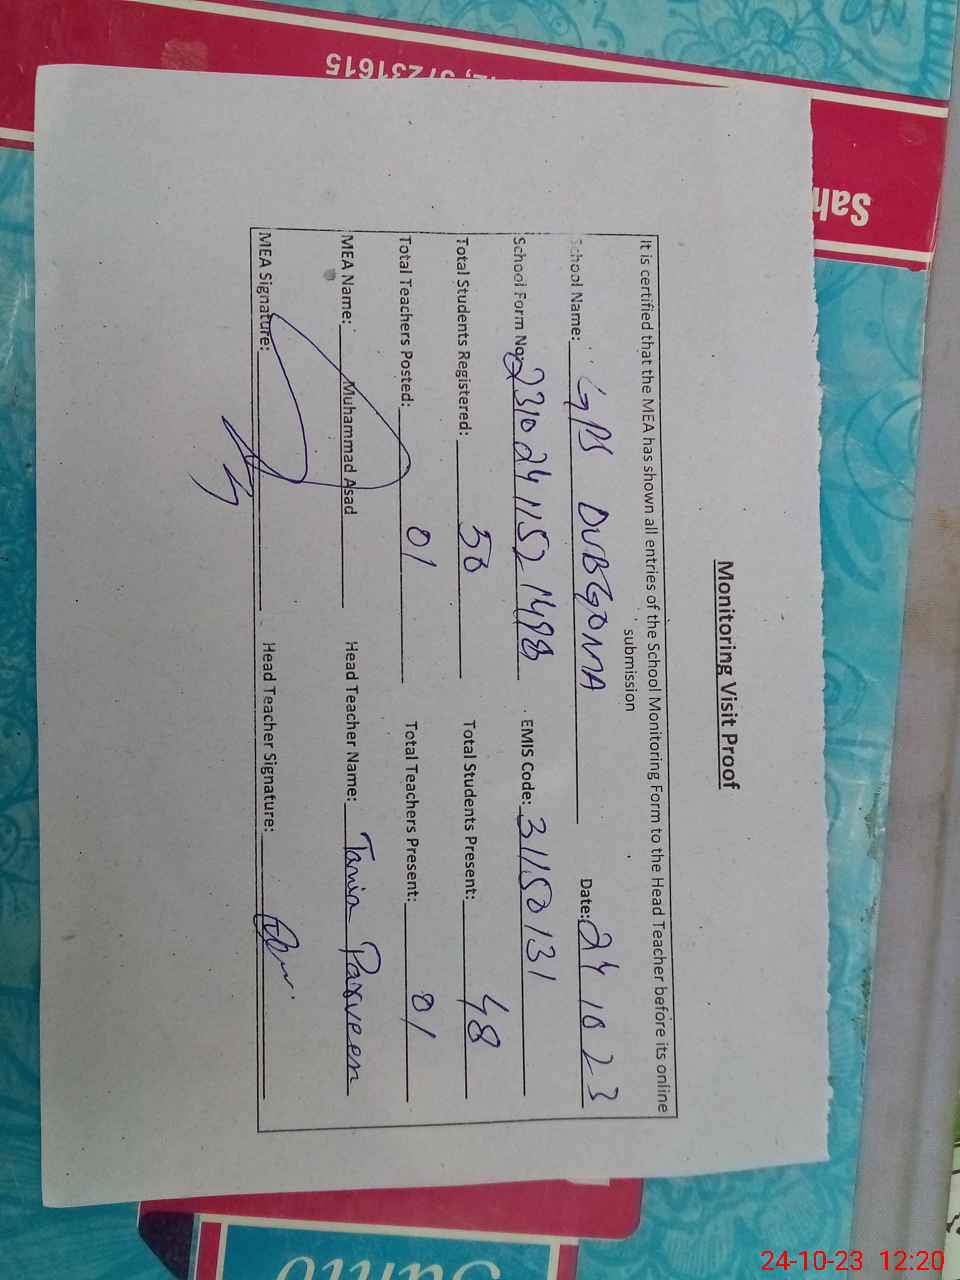 Monitoring Visit Proof
It is certified that the MEA has shown all entries of the School Monitoring Form to the Head Teacher before its online
submission
School Name: GPS DUBGOMA Date: 24 10 23
School Form No: 2310241152 1498 EMIS Code: 31150131
Total Students Registered: 50 Total Students Present: 48
Total Teachers Posted: 01 Total Teachers Present: 01
MEA Name: Muhammad Asad Head Teacher Name: Tania Parveen
MEA Signature: Head Teacher Signature:
37231615
24-10-23 12:20